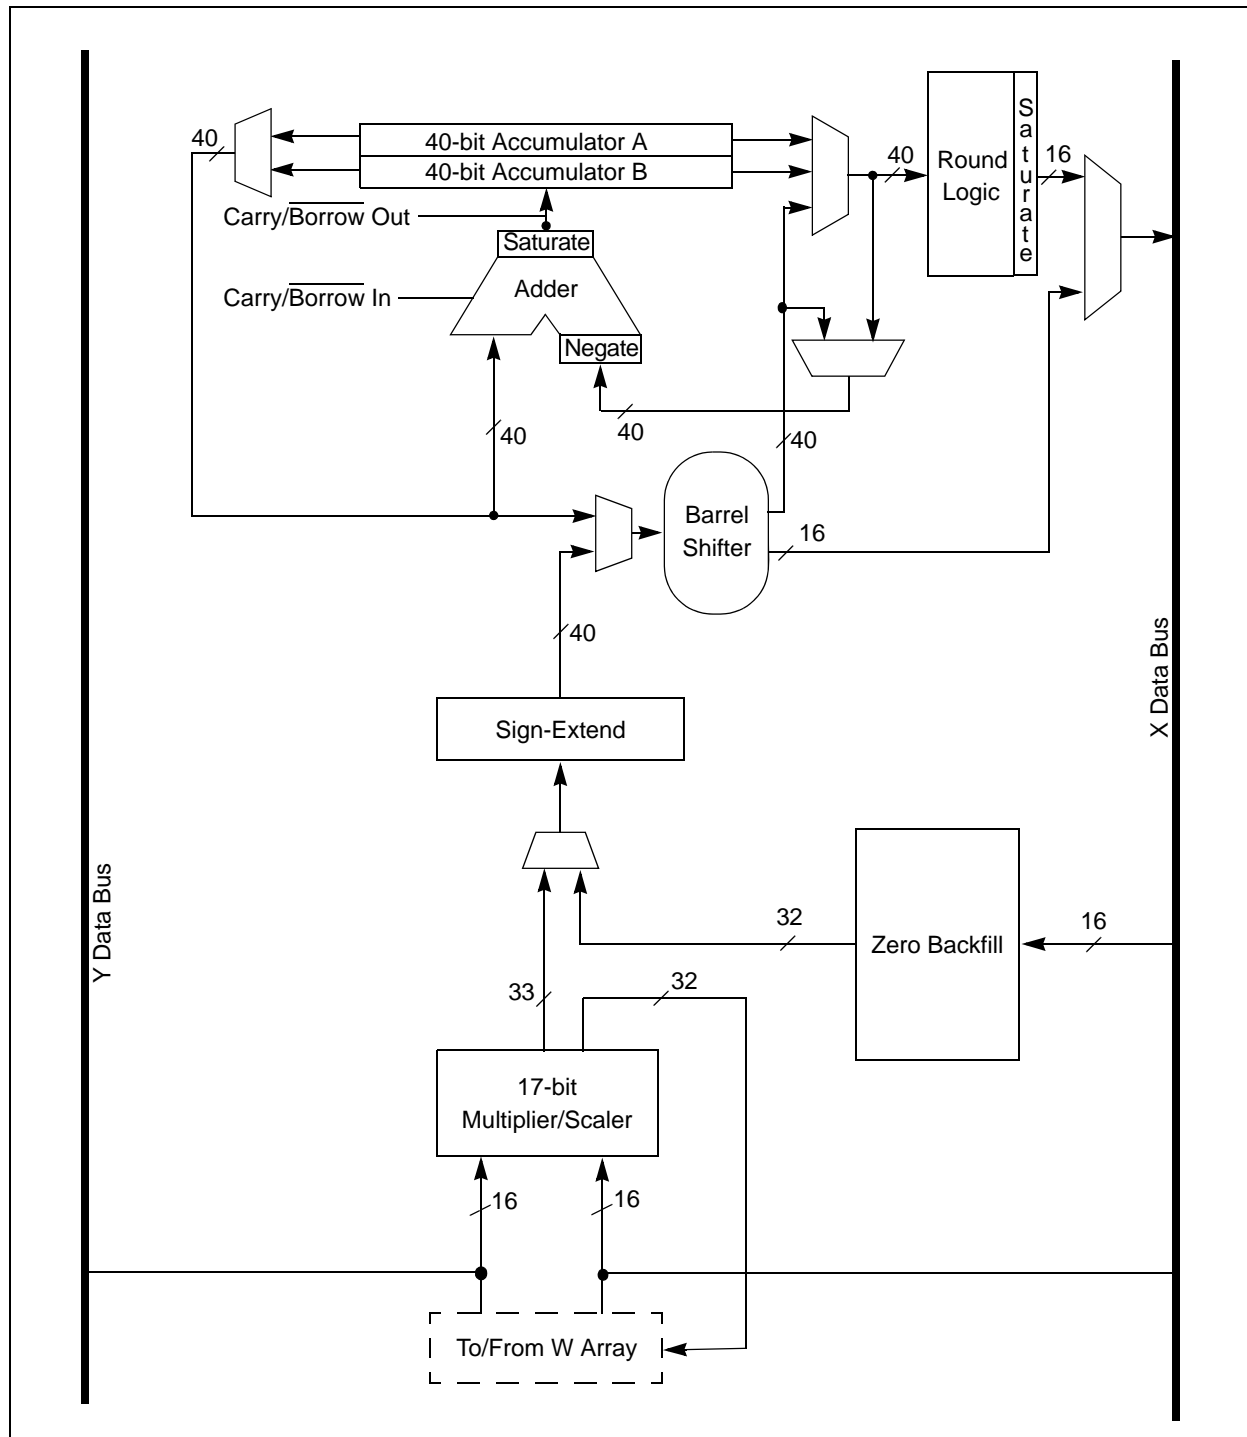 40
40-bit Accumulator A
40-bit Accumulator B
Carry/Borrow Out
Saturate
Carry/Borrow In
Adder
Negate
40
Round
Logic
Saturate
16
40
40
40
Barrel
Shifter
16
40
Sign-Extend
X Data Bus
Y Data Bus
32
Zero Backfill
16
33
32
17-bit
Multiplier/Scaler
16
16
To/From W Array